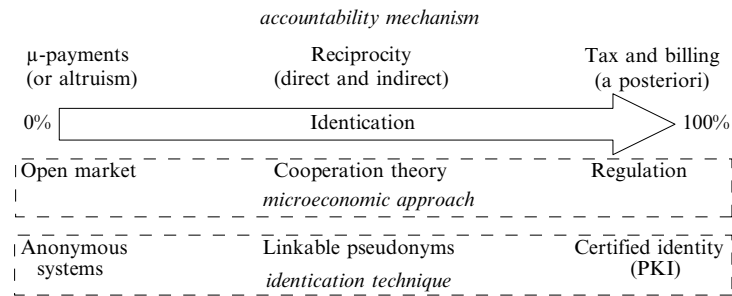 accountability mechanism
µ-payments Reciprocity Tax and billing
(or altruism) (direct and indirect) (a posteriori)
0% Identication 100%
Open market Cooperation theory Regulation
microeconomic approach
Anonymous Linkable pseudonyms Certified identity
systems identication technique (PKI)